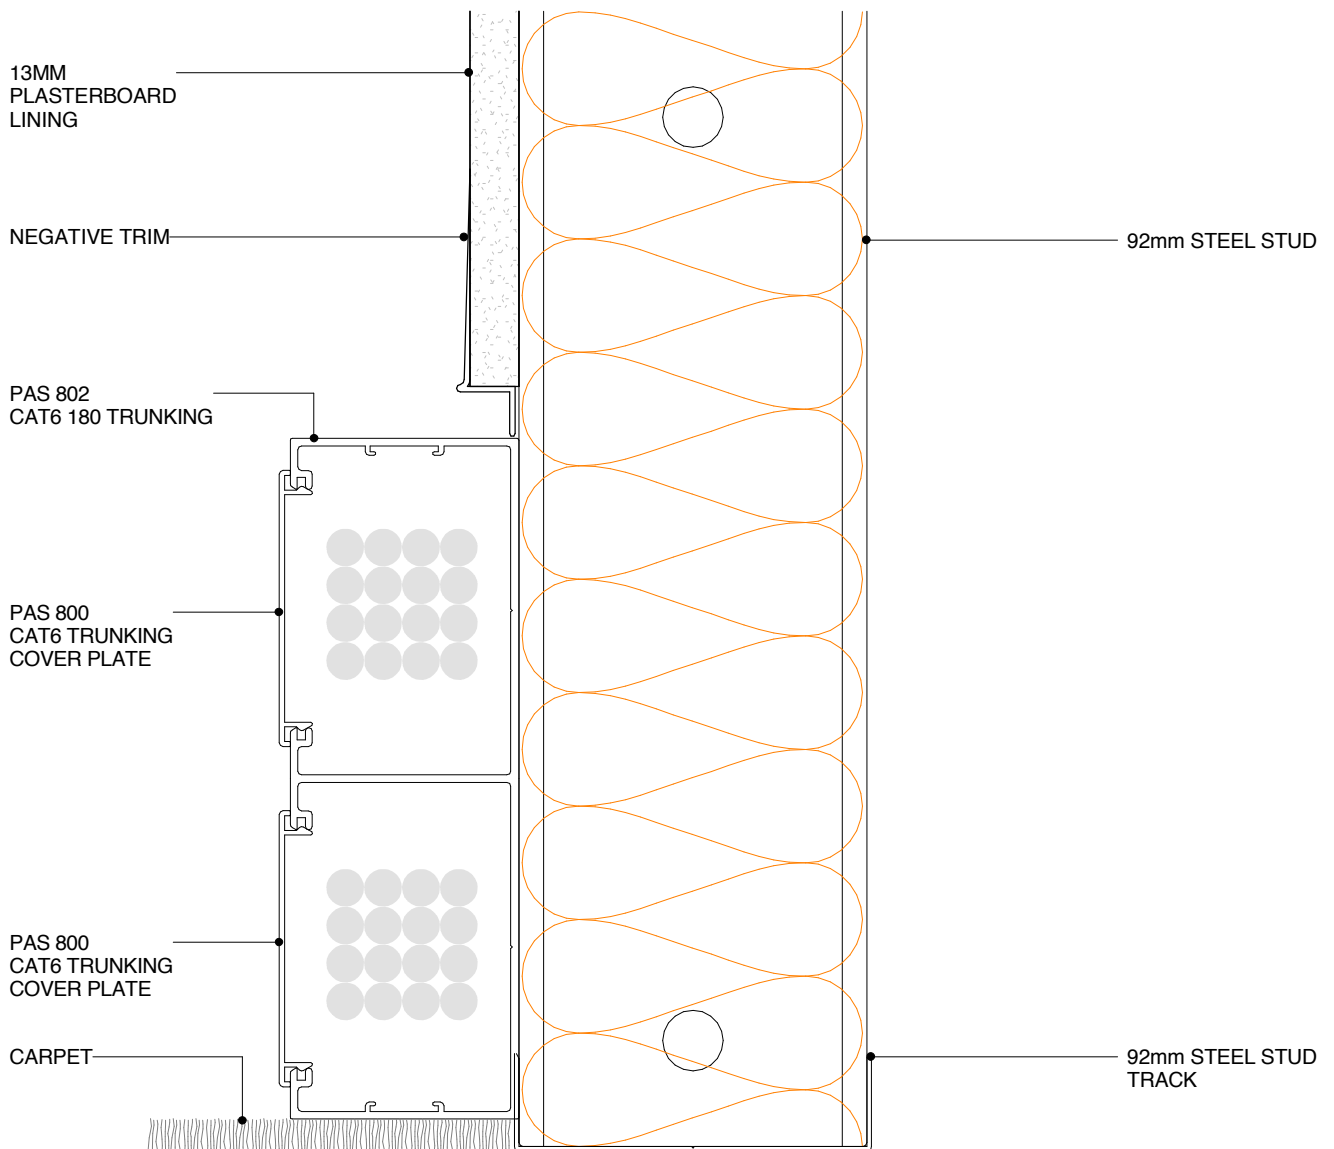 13MM
PLASTERBOARD
LINING
NEGATIVE TRIM
92mm STEEL STUD
PAS 802
CAT6 180 TRUNKING
PAS 800
CAT6 TRUNKING
COVER PLATE
PAS 800
CAT6 TRUNKING
COVER PLATE
CARPET
92mm STEEL STUD
TRACK